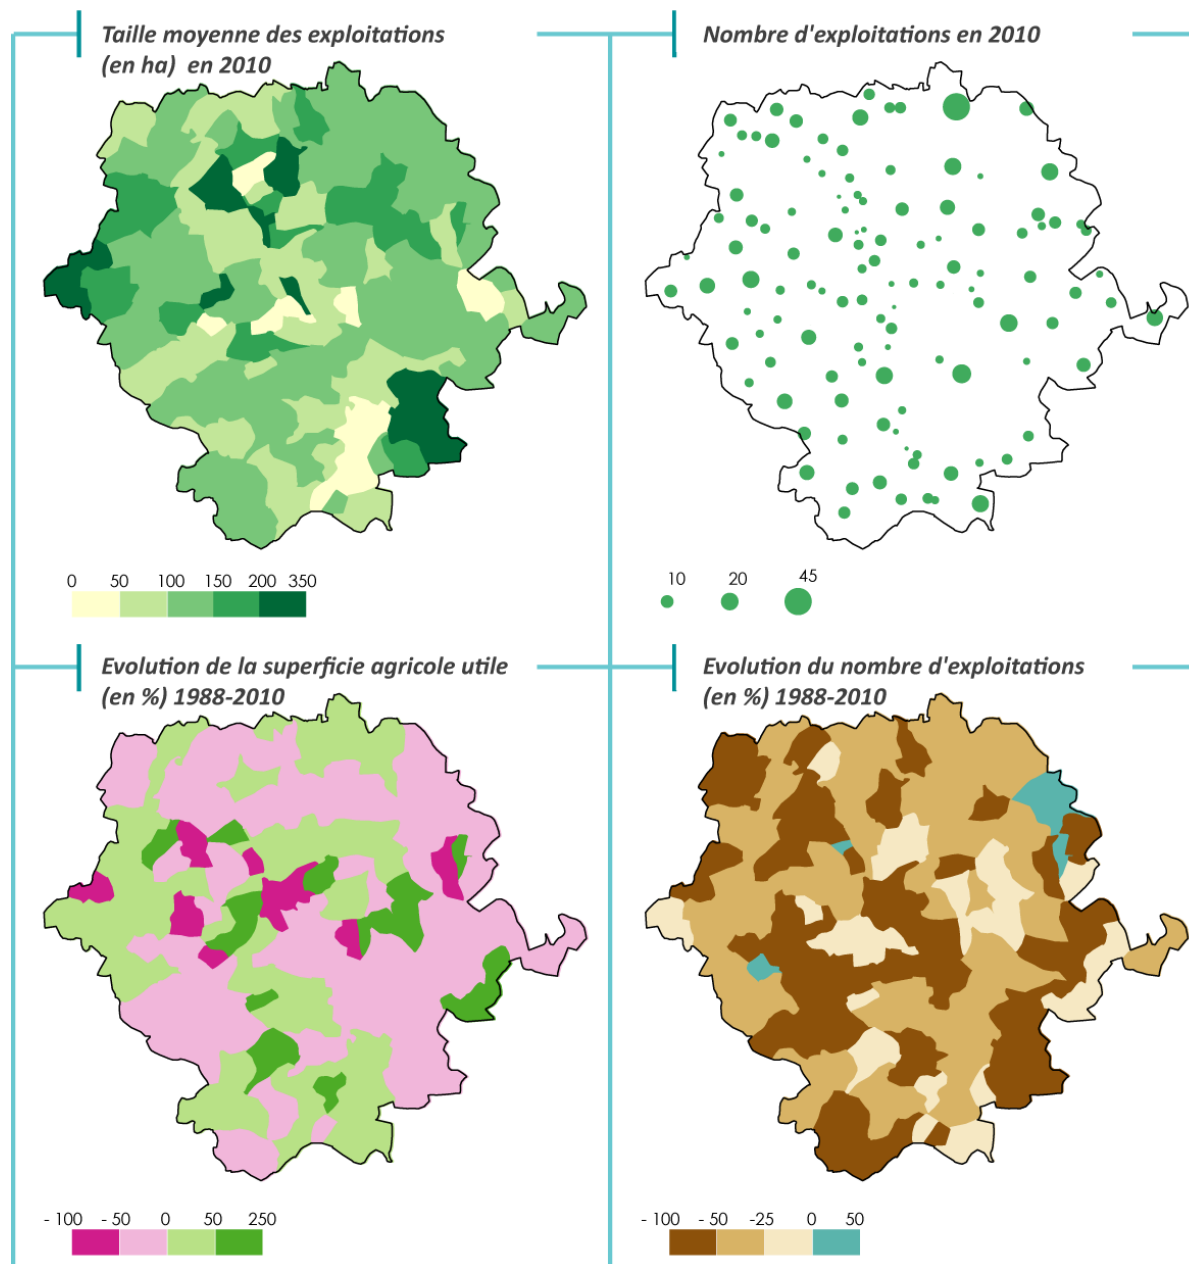 Taille moyenne des exploitations
(en ha) en 2010
0 50 100 150 200 350
Nombre d'exploitations en 2010
10 20 45
Evolution de la superficie agricole utile
(en %) 1988-2010
- 100 - 50 0 50 250
Evolution du nombre d'exploitations
(en %) 1988-2010
- 100 - 50 -25 0 50